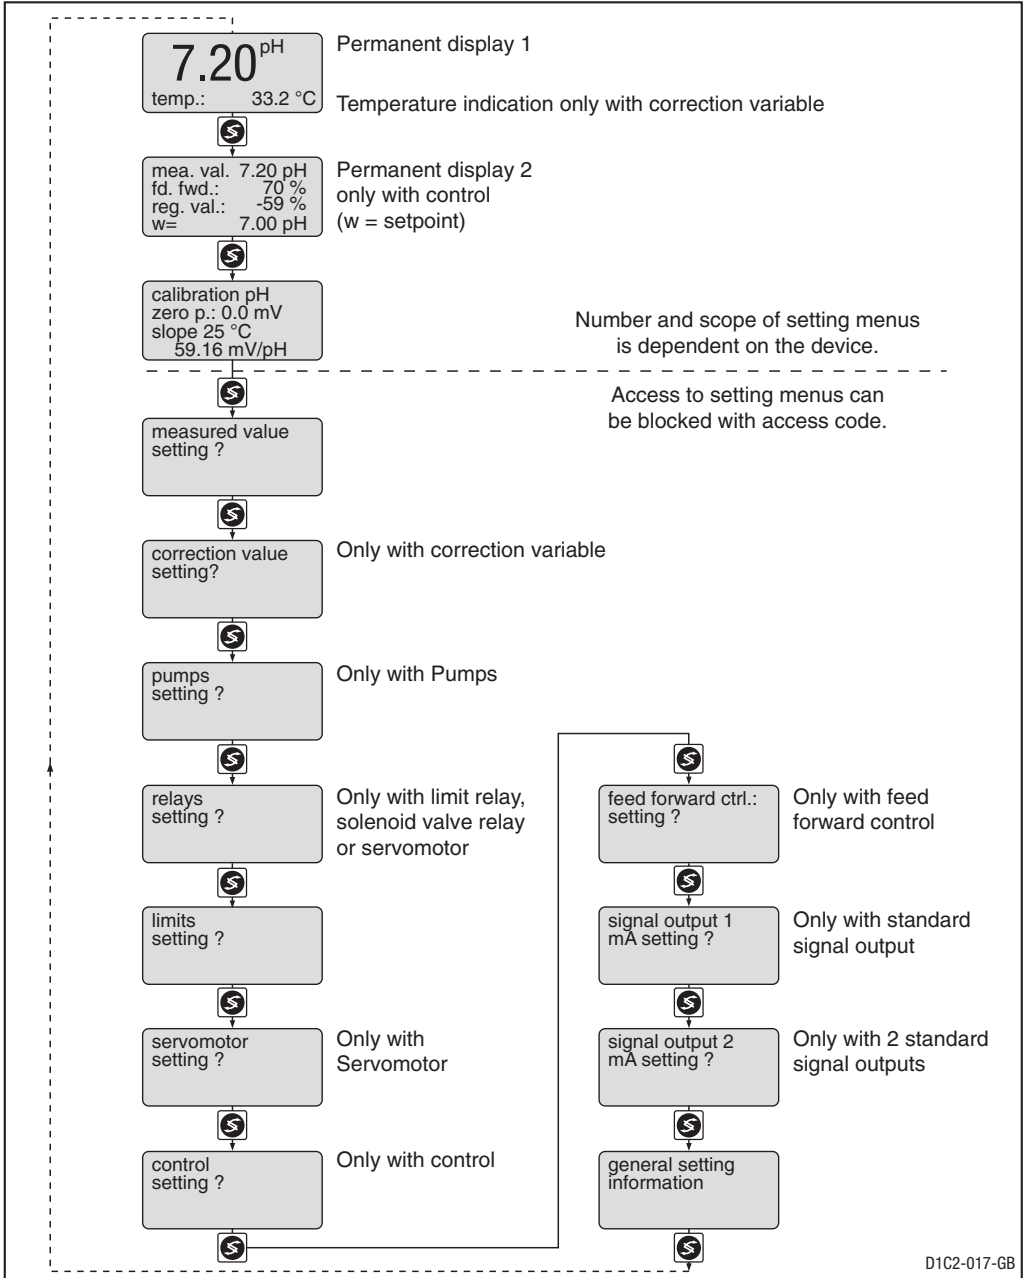 7.20 pH
temp.: 33.2 °C
Permanent display 1
Temperature indication only with correction variable
mea. val. 7.20 pH
fd. fwd.: 70 %
reg. val.: -59 %
w= 7.00 pH
Permanent display 2
only with control
(w = setpoint)
calibration pH
zero p.: 0.0 mV
slope 25 °C
59.16 mV/pH
Number and scope of setting menus
is dependent on the device.
Access to setting menus can
be blocked with access code.
measured value
setting ?
correction value
setting?
Only with correction variable
pumps
setting ?
Only with Pumps
relays
setting ?
Only with limit relay,
solenoid valve relay
or servomotor
limits
setting ?
servomotor
setting ?
Only with
Servomotor
control
setting ?
Only with control
feed forward ctrl.:
setting ?
Only with feed
forward control
signal output 1
mA setting ?
Only with standard
signal output
signal output 2
mA setting ?
Only with 2 standard
signal outputs
general setting
information
D1C2-017-GB